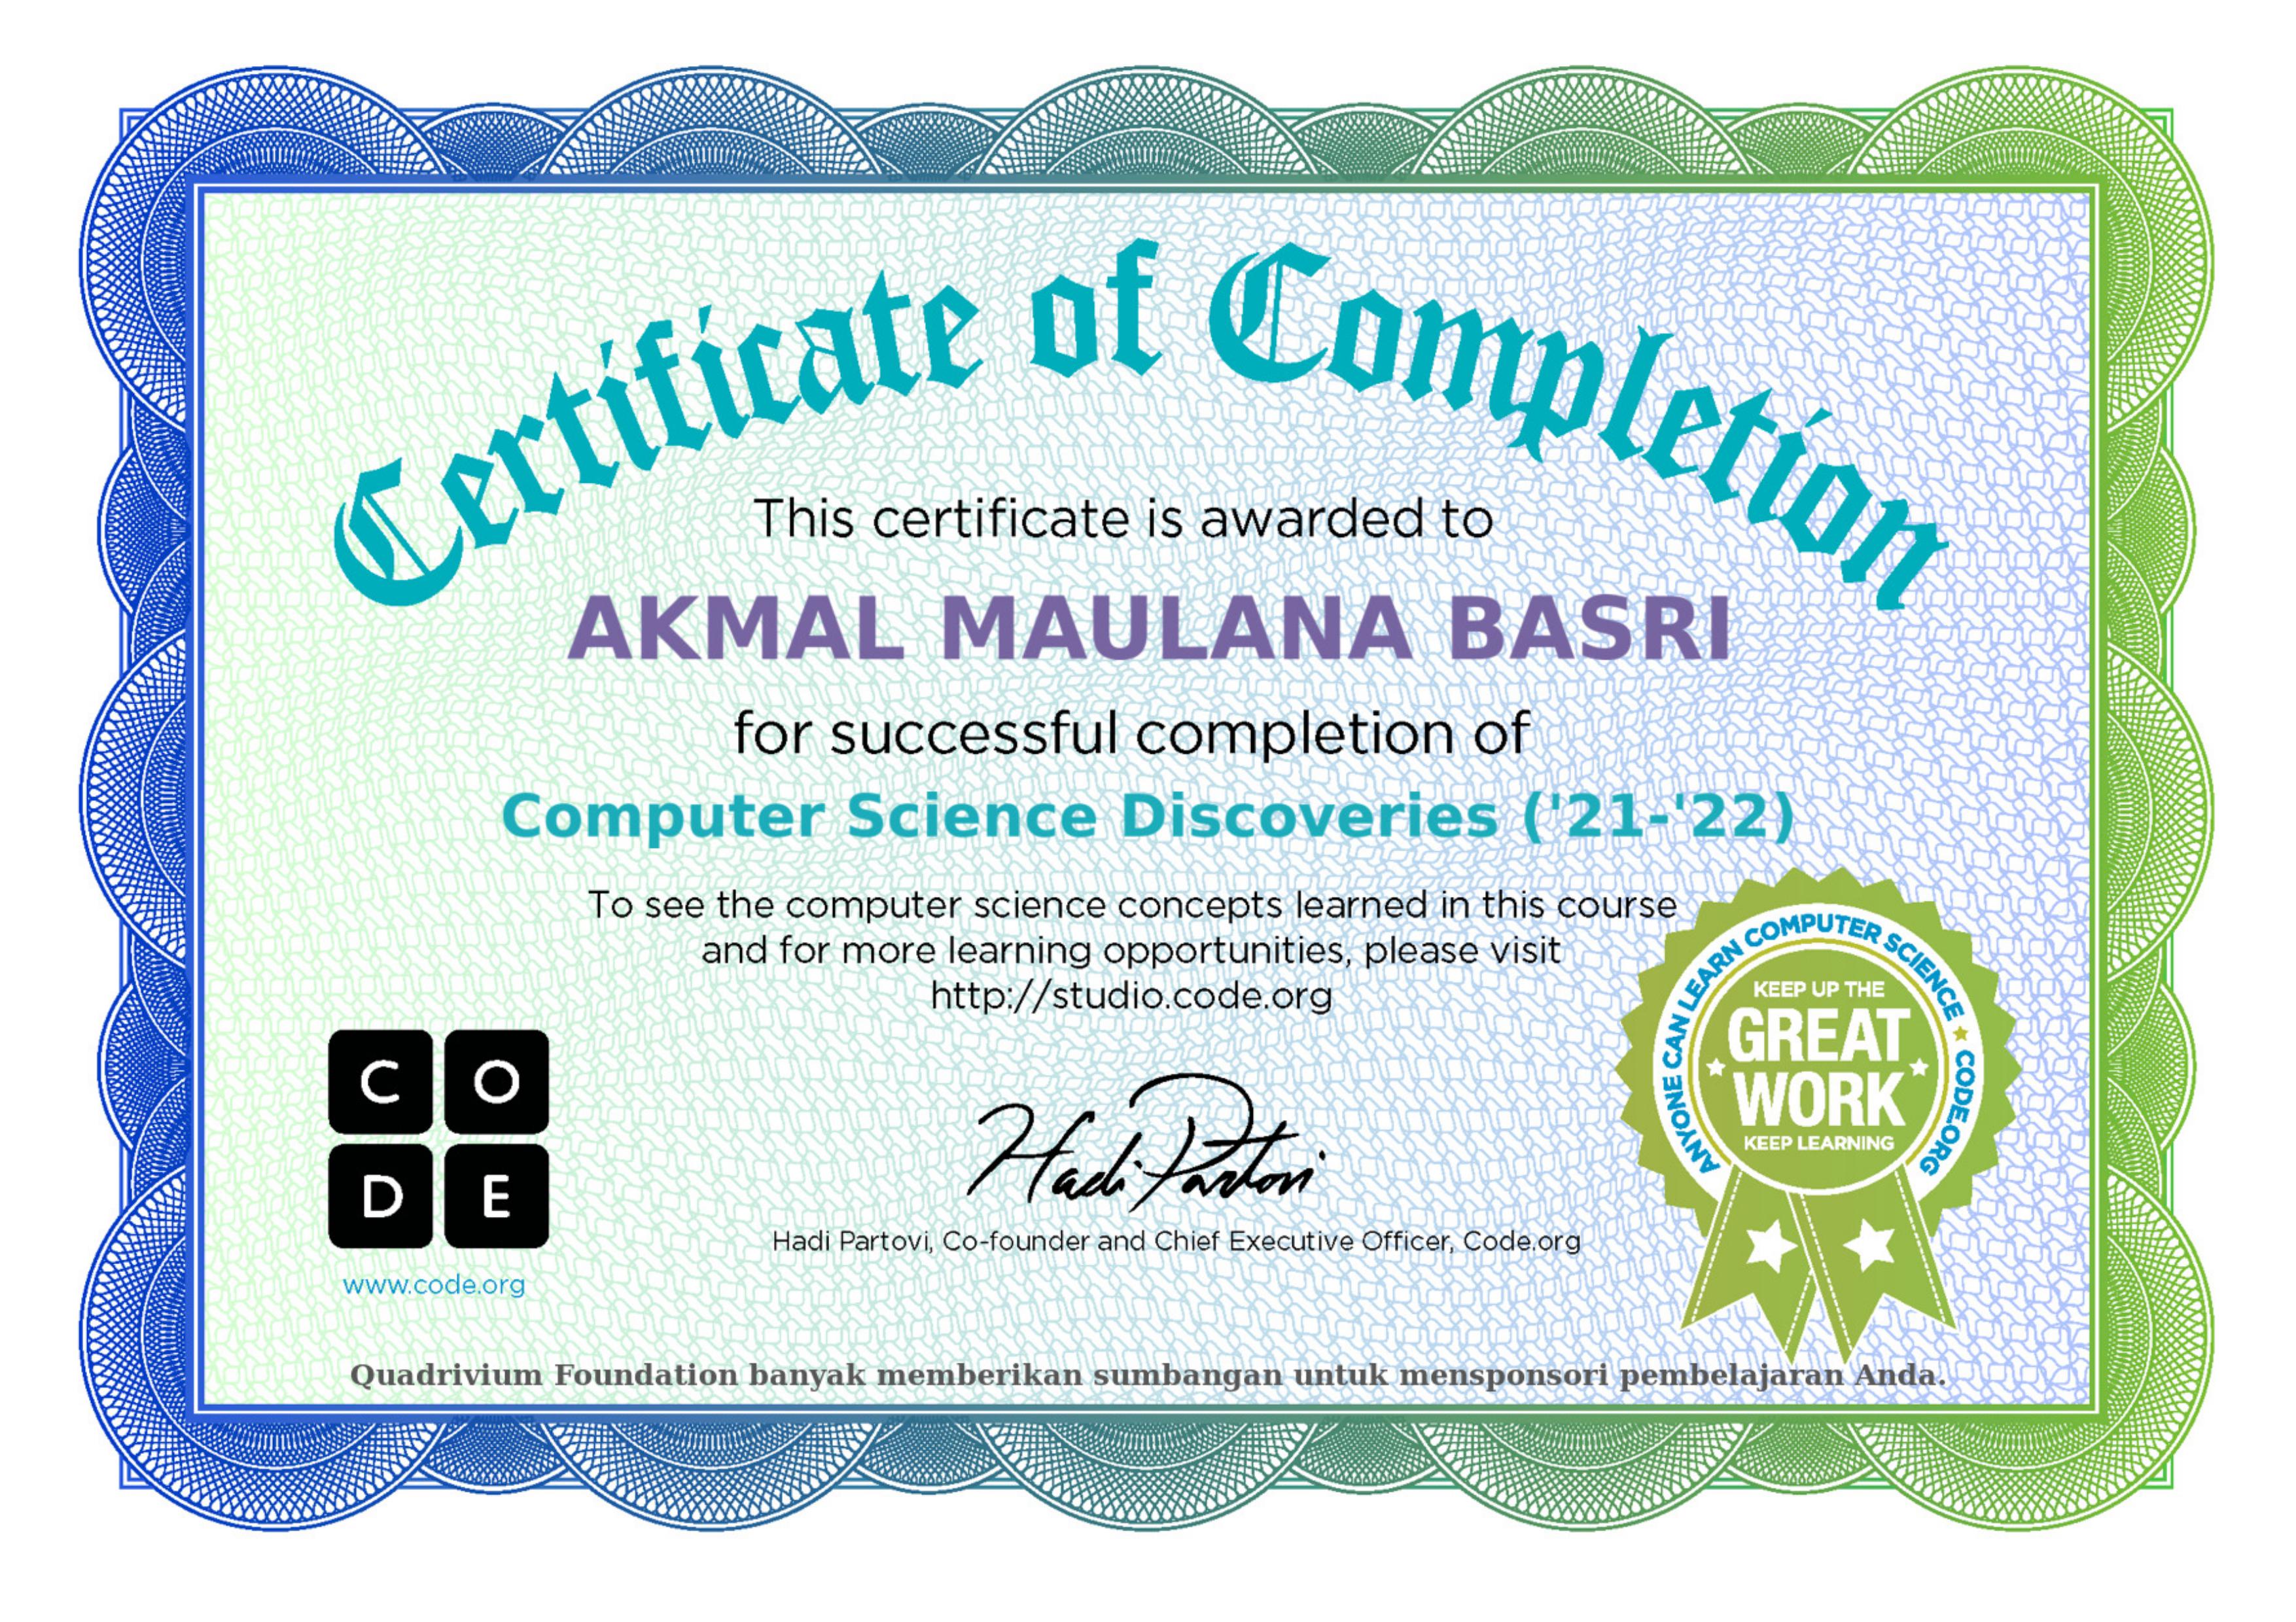 Certificate of Completion
This certificate is awarded to
AKMAL MAULANA BASRI
for successful completion of
Computer Science Discoveries ('21-'22)
To see the computer science concepts learned in this course
and for more learning opportunities, please visit
http://studio.code.org
C O
D E
www.code.org
Hadi Partovi
Hadi Partovi, Co-founder and Chief Executive Officer, Code.org
ANYONE CAN LEARN COMPUTER SCIENCE ★ CODE.ORG
KEEP UP THE
GREAT
WORK
KEEP LEARNING
Quadrivium Foundation banyak memberikan sumbangan untuk mensponsori pembelajaran Anda.